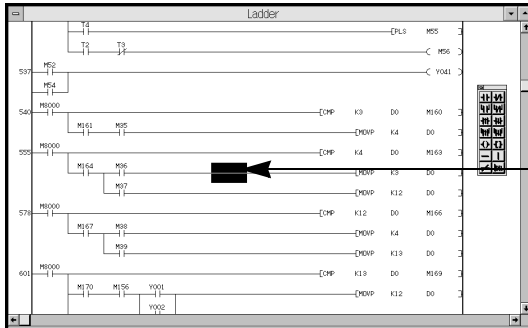 Ladder
T4
[PLS M55 ]
T2 T3
( M56 )
M52
537 ( Y041 )
M54
540 M8000 [CMP K3 D0 M160 ]
M161 M35 [MOVP K4 D0 ]
555 M8000 [CMP K4 D0 M163 ]
M164 M36 [MOVP K3 D0 ]
M37 [MOVP K12 D0 ]
578 M8000 [CMP K12 D0 M166 ]
M167 M38 [MOVP K4 D0 ]
M39 [MOVP K13 D0 ]
601 M8000 [CMP K13 D0 M169 ]
M170 M156 Y001 [MOVP K12 D0 ]
Y002